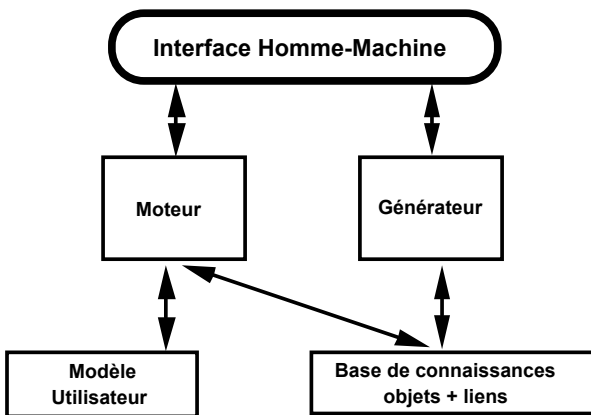 Interface Homme-Machine
Moteur
Générateur
Modèle
Utilisateur
Base de connaissances
objets + liens